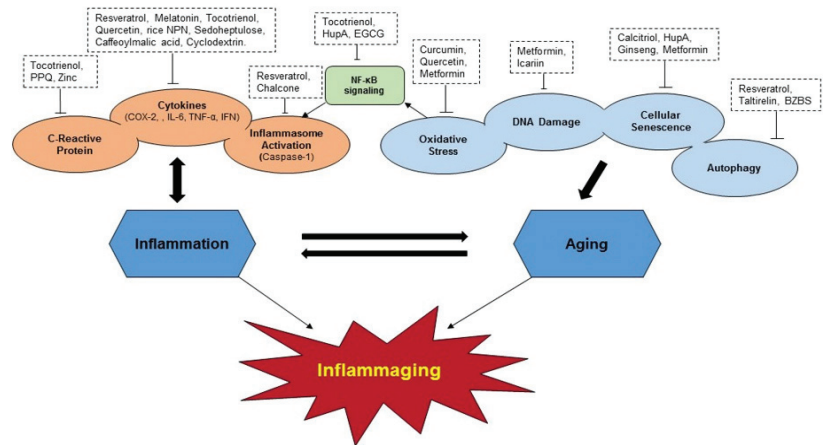 Resveratrol, Melatonin, Tocotrienol,
Quercetin, rice NPN, Sedoheptulose,
Caffeoylmalic acid, Cyclodextrin.
Tocotrienol,
HupA, EGCG
Curcumin,
Quercetin,
Metformin
Metformin,
Icariin
Calcitriol, HupA,
Ginseng, Metformin
Tocotrienol,
PPQ, Zinc
Resveratrol,
Chalcone
NF-κB
signaling
Resveratrol,
Taltirelin, BZBS
Cytokines
(COX-2, , IL-6, TNF-α, IFN)
C-Reactive
Protein
Inflammasome
Activation
(Caspase-1)
Oxidative
Stress
DNA Damage
Cellular
Senescence
Autophagy
Inflammation
Aging
Inflammaging